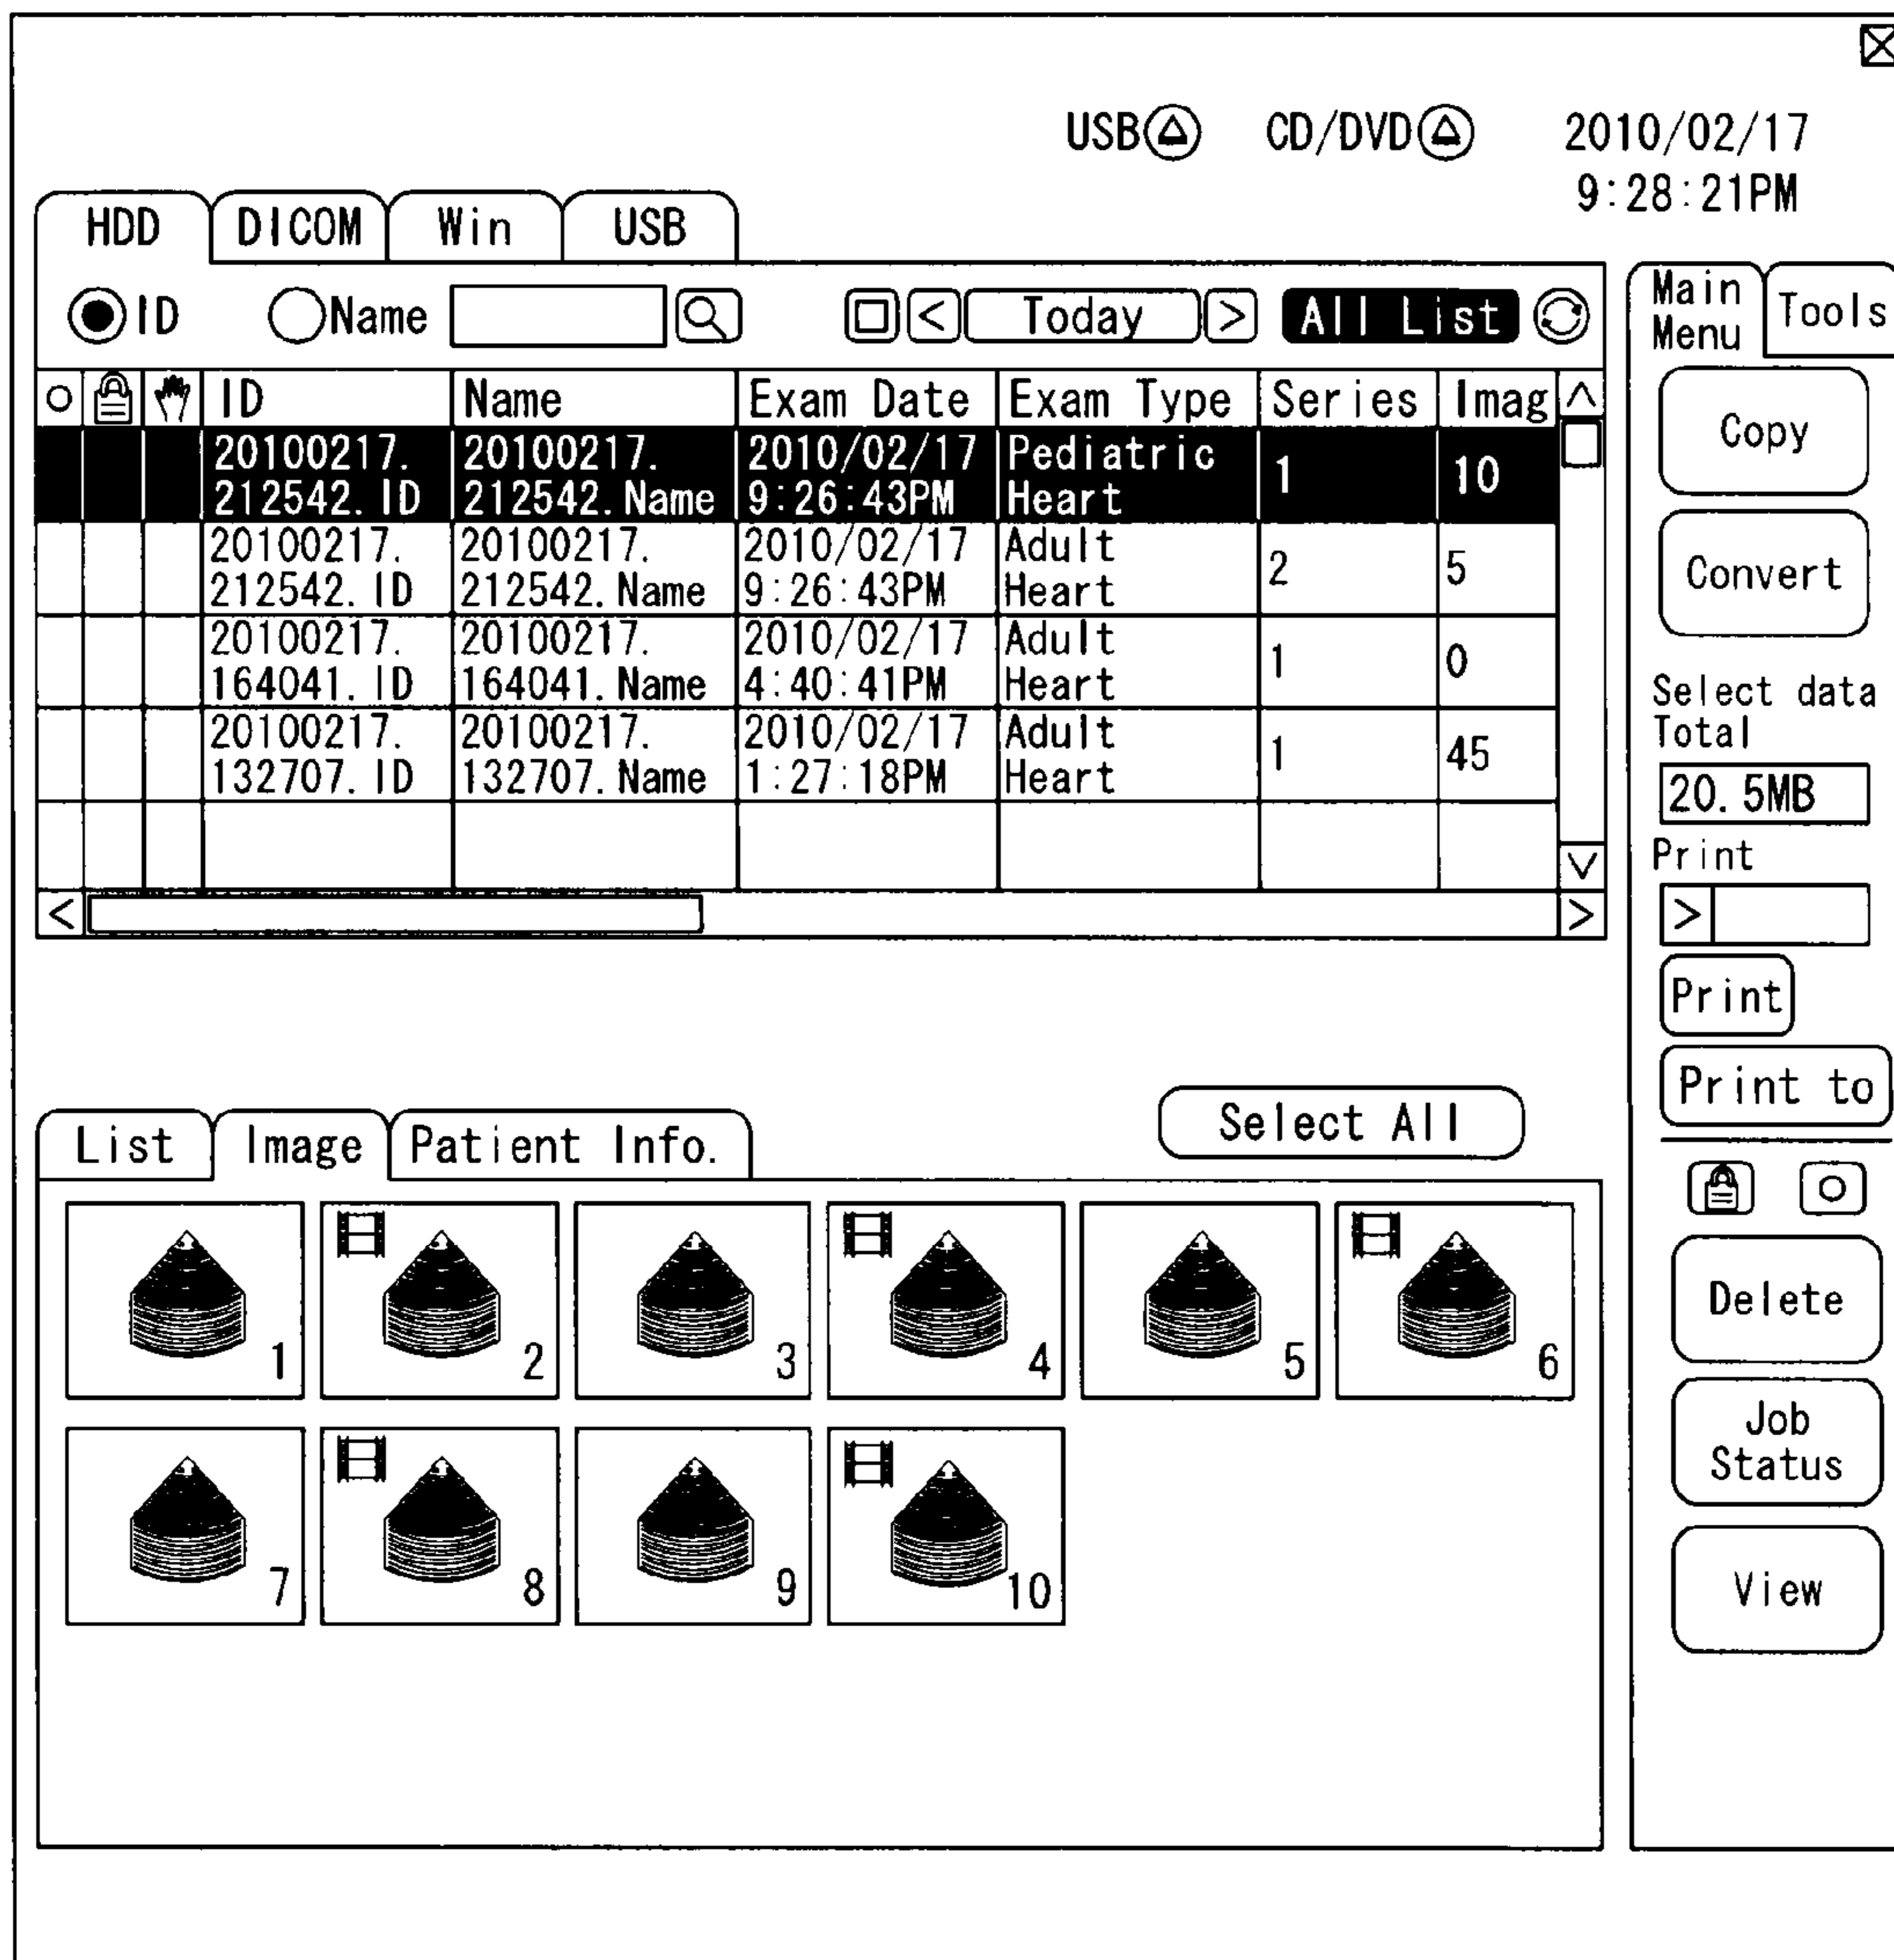 USB CD/DVD 2010/02/17
9:28:21PM
HDD DICOM Win USB
ID Name Today All List
ID Name Exam Date Exam Type Series Imag
20100217. 20100217. 2010/02/17 Pediatric 1 10
212542. ID 212542. Name 9:26:43PM Heart
20100217. 20100217. 2010/02/17 Adult 2 5
212542. ID 212542. Name 9:26:43PM Heart
20100217. 20100217. 2010/02/17 Adult 1 0
164041. ID 164041. Name 4:40:41PM Heart
20100217. 20100217. 2010/02/17 Adult 1 45
132707. ID 132707. Name 1:27:18PM Heart
Main
Menu
Tools
Copy
Convert
Select data
Total
20. 5MB
Print
>
Print
Print to
Delete
Job
Status
View
List Image Patient Info. Select All
1 2 3 4 5 6
7 8 9 10